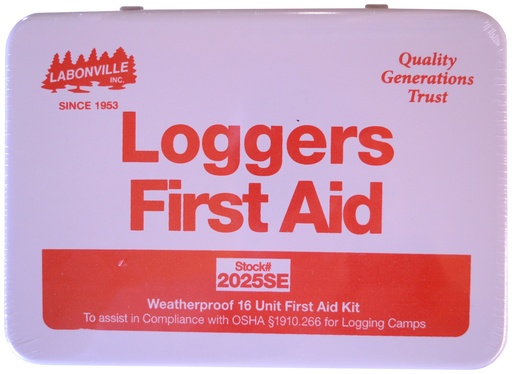 LABONVILLE
INC.
SINCE 1953
Quality
Generations
Trust
Loggers
First Aid
Stock#
2025SE
Weatherproof 16 Unit First Aid Kit
To assist in Compliance with OSHA §1910.266 for Logging Camps